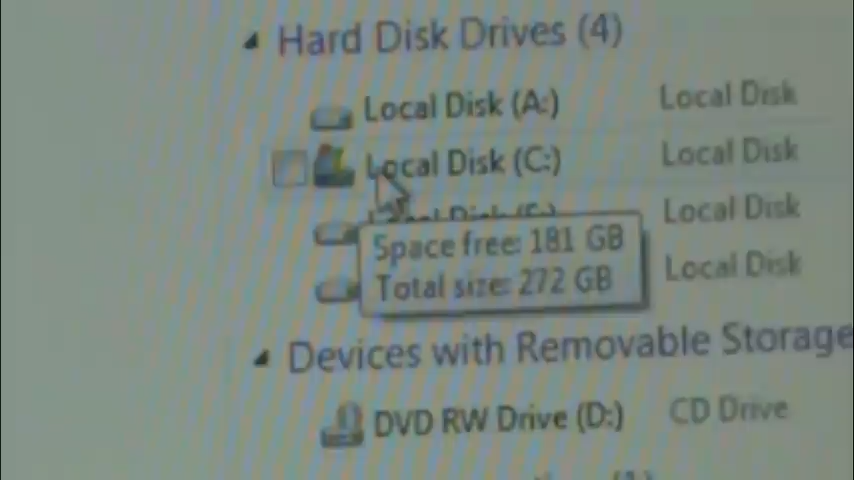 Hard Disk Drives (4)
Local Disk (A:) Local Disk
Local Disk (C:) Local Disk
Local Disk
Space free: 181 GB
Total size: 272 GB
Local Disk
Devices with Removable Storage
DVD RW Drive (D:) CD Drive